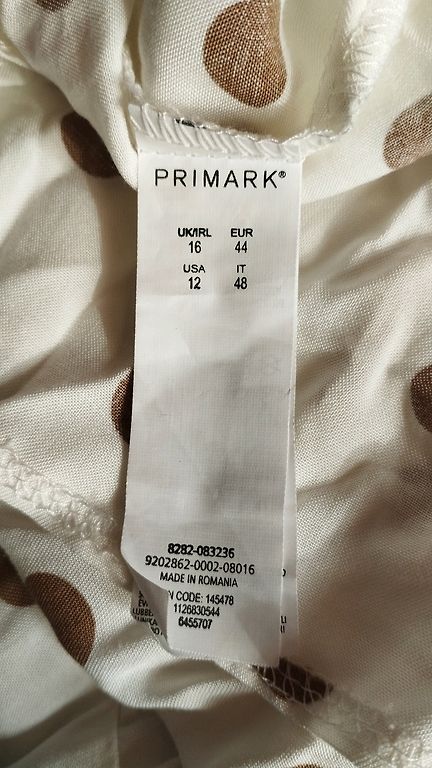 PRIMARK®
UK/IRL EUR
16 44
USA IT
12 48
8282-083236
9202862-0002-08016
MADE IN ROMANIA
N CODE: 145478
1126830544
6455707